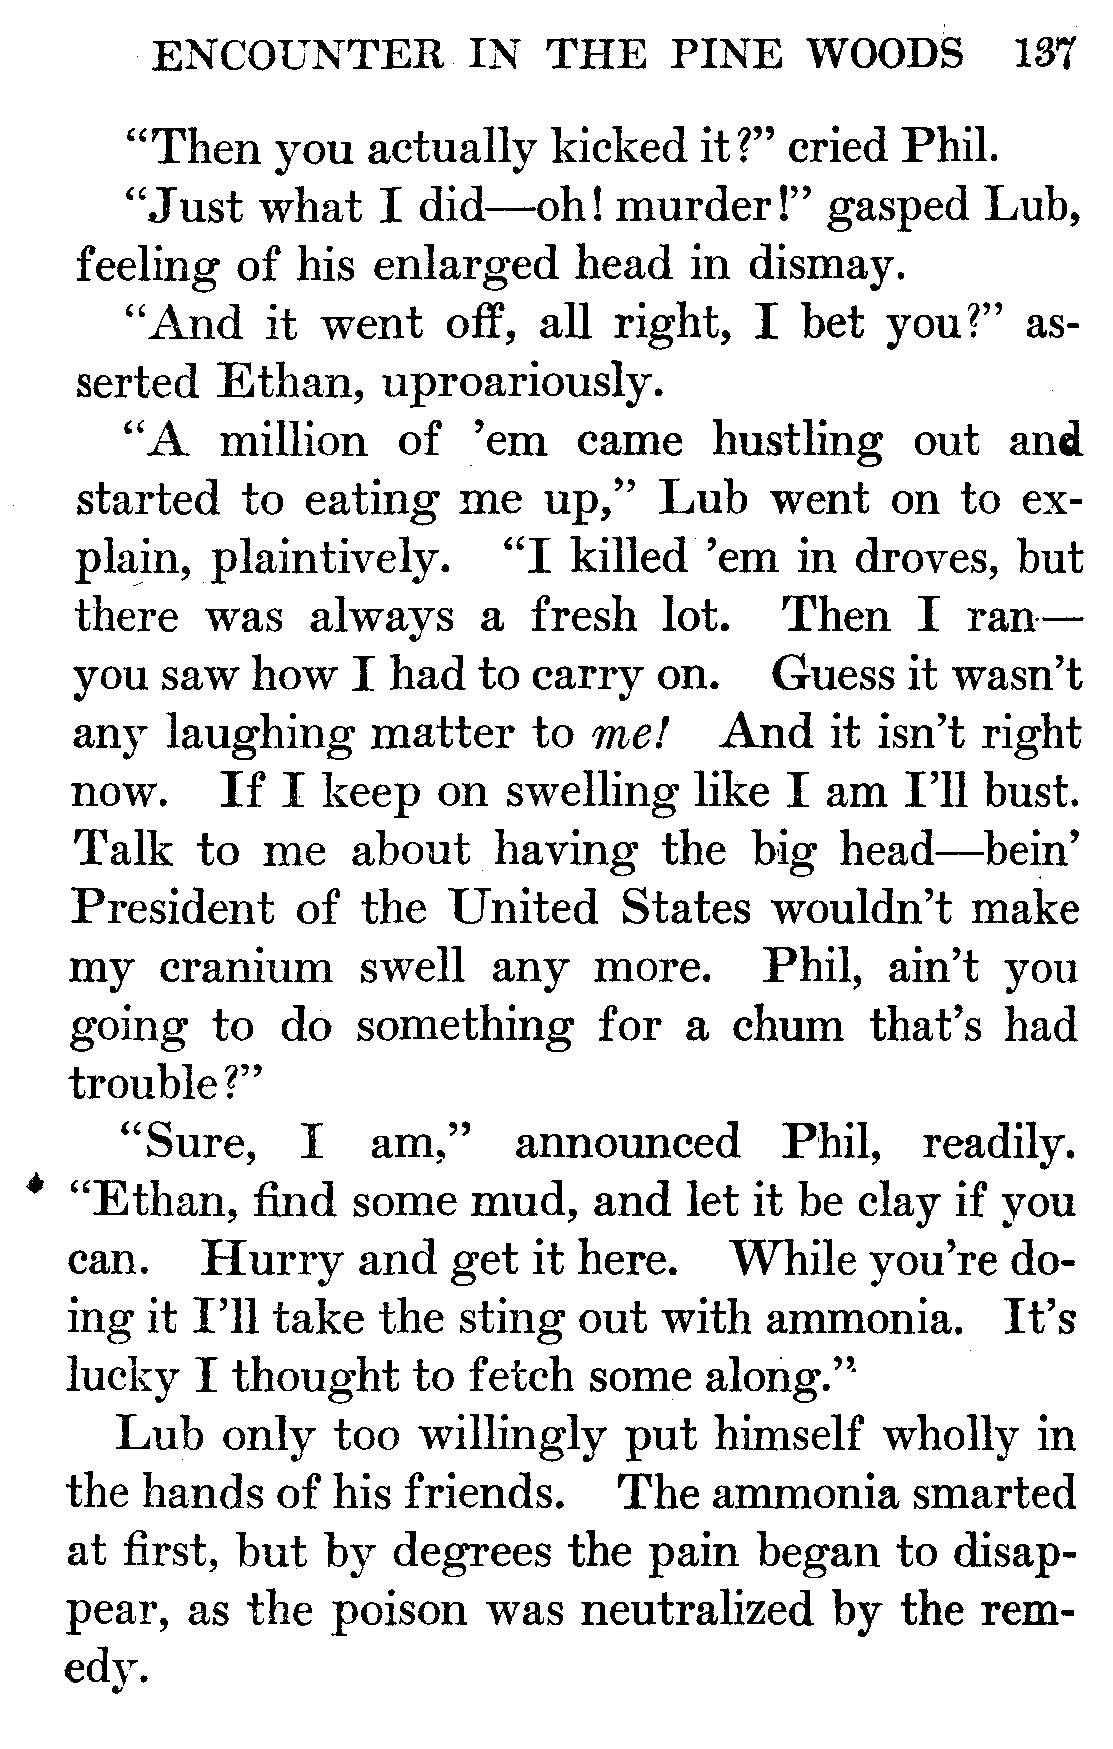 ENCOUNTER IN THE PINE WOODS 137
“Then you actually kicked it?” cried Phil.
“Just what I did—oh! murder!” gasped Lub,
feeling of his enlarged head in dismay.
“And it went off, all right, I bet you?” as-
serted Ethan, uproariously.
“A million of ’em came hustling out and
started to eating me up,” Lub went on to ex-
plain, plaintively. “I killed ’em in droves, but
there was always a fresh lot. Then I ran—
you saw how I had to carry on. Guess it wasn’t
any laughing matter to me! And it isn’t right
now. If I keep on swelling like I am I’ll bust.
Talk to me about having the big head—bein’
President of the United States wouldn’t make
my cranium swell any more. Phil, ain’t you
going to do something for a chum that’s had
trouble?”
“Sure, I am,” announced Phil, readily.
“Ethan, find some mud, and let it be clay if you
can. Hurry and get it here. While you’re do-
ing it I’ll take the sting out with ammonia. It’s
lucky I thought to fetch some along.”
Lub only too willingly put himself wholly in
the hands of his friends. The ammonia smarted
at first, but by degrees the pain began to disap-
pear, as the poison was neutralized by the rem-
edy.